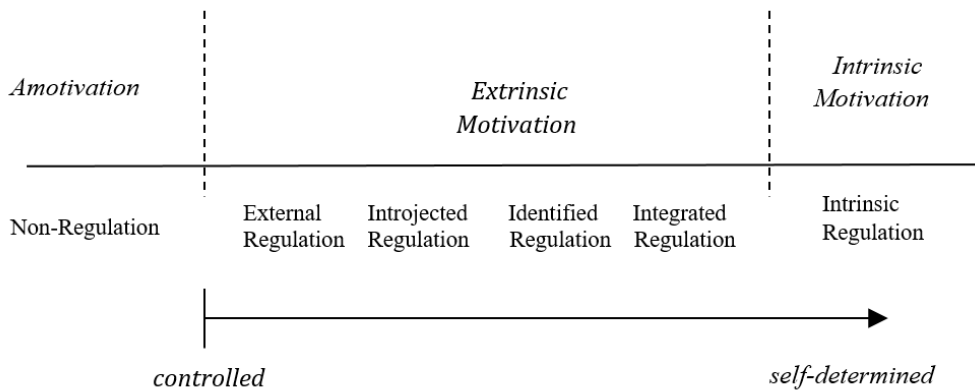 Amotivation
Extrinsic
Motivation
Intrinsic
Motivation
Non-Regulation
External
Regulation
Introjected
Regulation
Identified
Regulation
Integrated
Regulation
Intrinsic
Regulation
controlled
self-determined